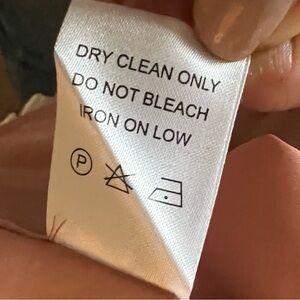 DRY CLEAN ONLY
DO NOT BLEACH
IRON ON LOW
P